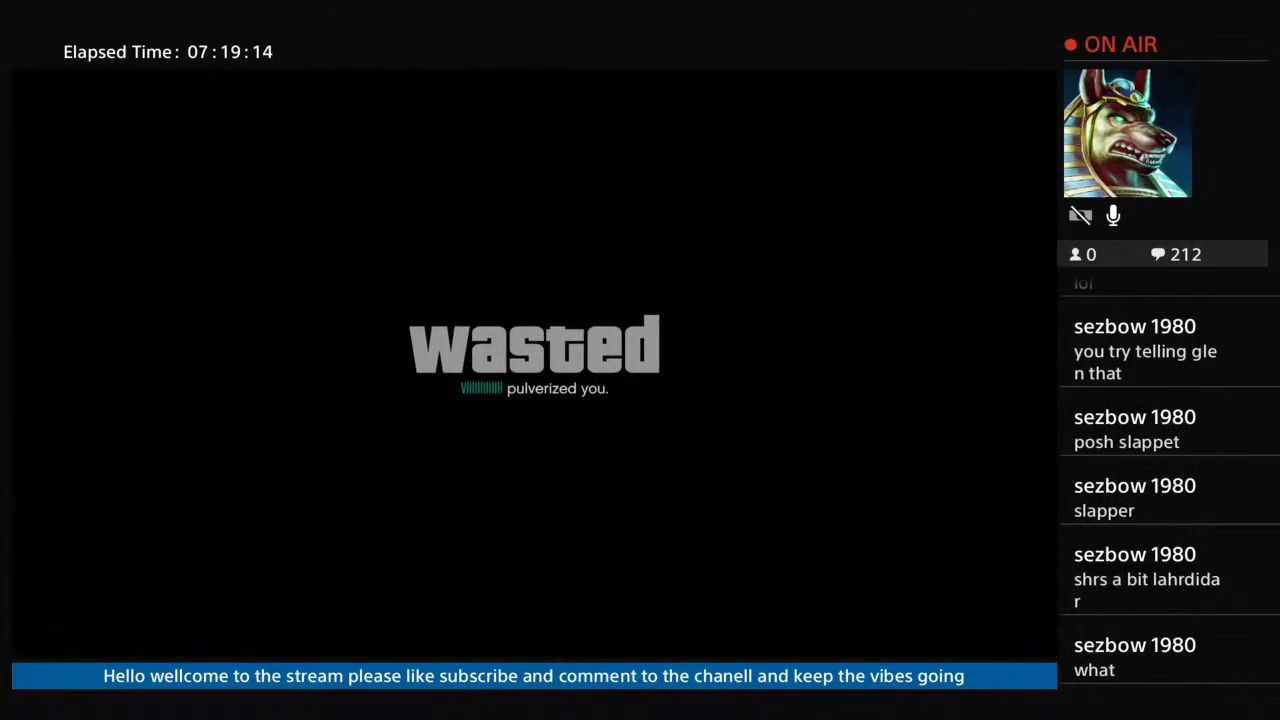 Elapsed Time: 07:19:14
ON AIR
0 212
lol
wasted
pulverized you.
sezbow 1980
you try telling gle
n that
sezbow 1980
posh slappet
sezbow 1980
slapper
sezbow 1980
shrs a bit lahrdida
r
sezbow 1980
what
Hello wellcome to the stream please like subscribe and comment to the chanell and keep the vibes going